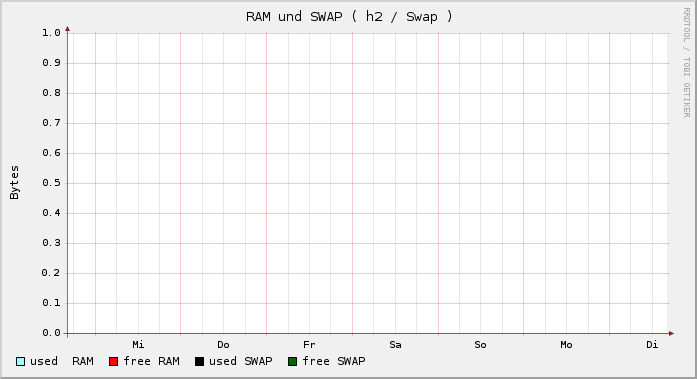 RAM und SWAP ( h2 / Swap )
RRDTOOL / TOBI OETIKER
Bytes
1.0
0.9
0.8
0.7
0.6
0.5
0.4
0.3
0.2
0.1
0.0
Mi Do Fr Sa So Mo Di
used RAM free RAM used SWAP free SWAP